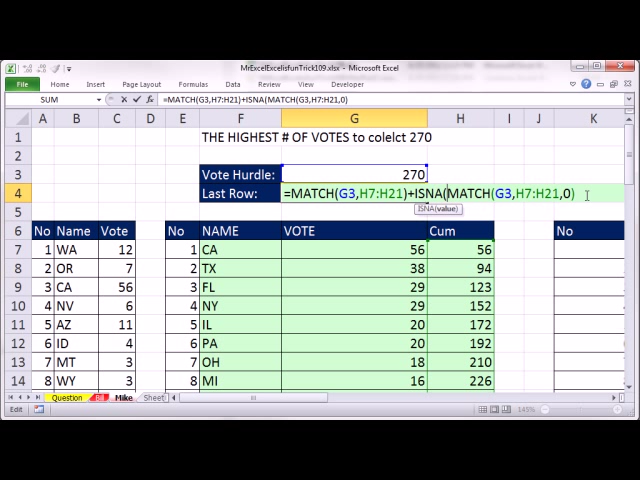 MrExcelExcelisfunTrick109.xlsx - Microsoft Excel
File Home Insert Page Layout Formulas Data Review View Developer
SUM =MATCH(G3,H7:H21)+ISNA(MATCH(G3,H7:H21,0)
A B C D E F G H I J K
1 THE HIGHEST # OF VOTES to colelct 270
2
3 Vote Hurdle: 270
4 Last Row: =MATCH(G3,H7:H21)+ISNA(MATCH(G3,H7:H21,0)
5 ISNA(value)
6 No Name Vote No NAME VOTE Cum No
7 1 WA 12 1 CA 56 56
8 2 OR 7 2 TX 38 94
9 3 CA 56 3 FL 29 123
10 4 NV 6 4 NY 29 152
11 5 AZ 11 5 IL 20 172
12 6 ID 4 6 PA 20 192
13 7 MT 3 7 OH 18 210
14 8 WY 3 8 MI 16 226
Question Bill Mike Sheet
Edit 145%